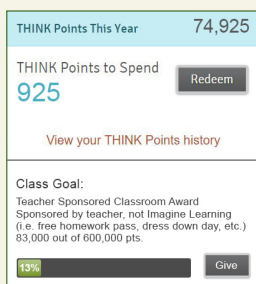 THINK Points This Year 74,925
THINK Points to Spend
925
Redeem
View your THINK Points history
Class Goal:
Teacher Sponsored Classroom Award
Sponsored by teacher, not Imagine Learning
(i.e. free homework pass, dress down day, etc.)
83,000 out of 600,000 pts.
13%
Give